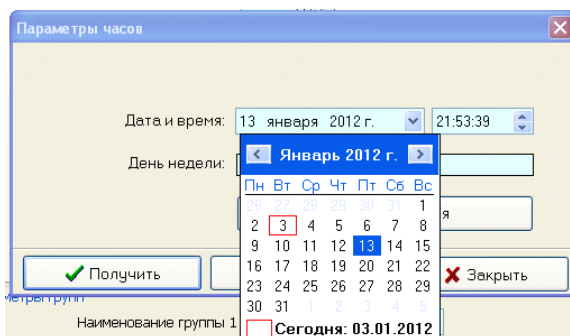 Параметры часов
Дата и время: 13 января 2012 г. 21:53:39
День недели:
Январь 2012 г.
Пн Вт Ср Чт Пт Сб Вс
26 27 28 29 30 31 1
2 3 4 5 6 7 8
9 10 11 12 13 14 15
16 17 18 19 20 21 22
23 24 25 26 27 28 29
30 31 1 2 3 4 5
Сегодня: 03.01.2012
я
Получить Закрыть
метры групп
Наименование группы 1